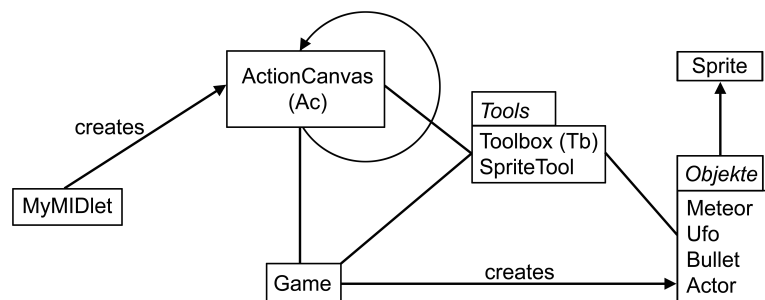 ActionCanvas
(Ac)
creates
MyMIDlet
Tools
Toolbox (Tb)
SpriteTool
Sprite
Objekte
Meteor
Ufo
Bullet
Actor
Game
creates